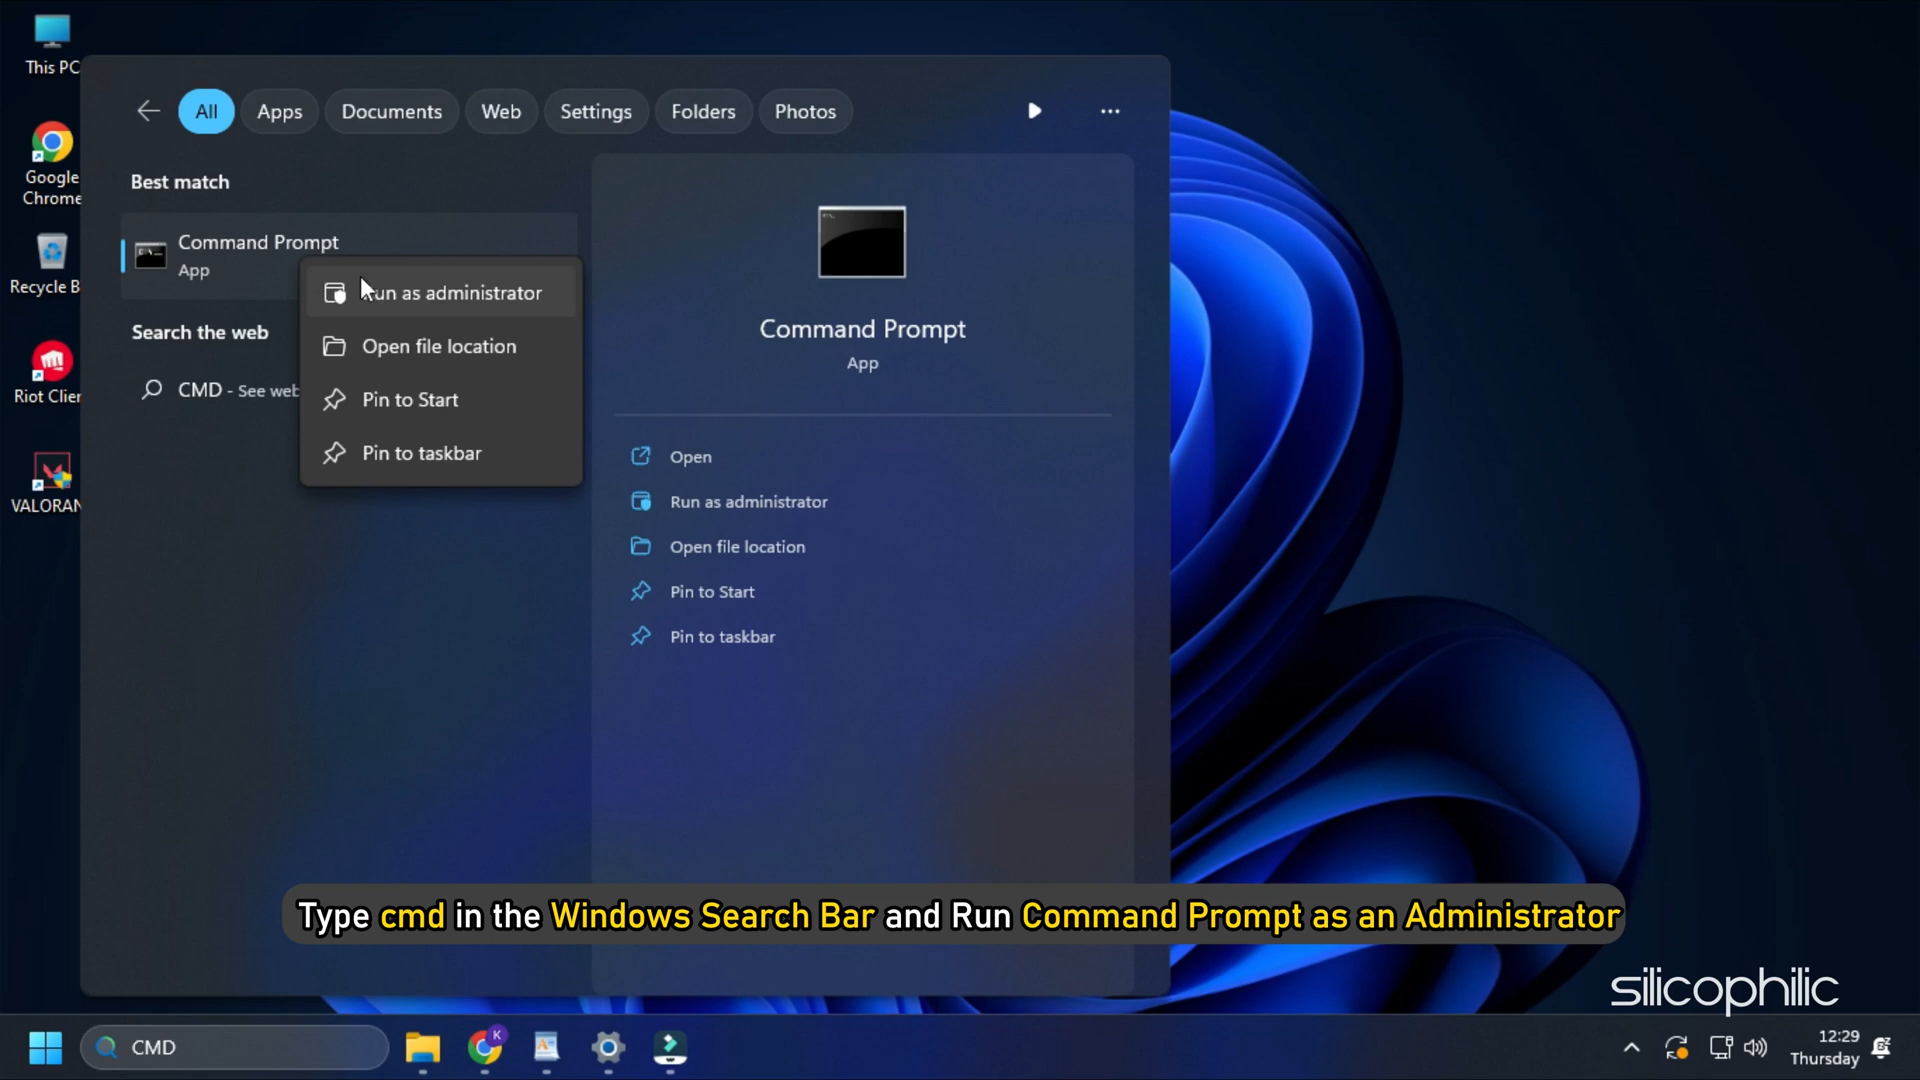 This PC
Google
Chrome
Recycle B
Riot Clien
VALORAN
All
Apps
Documents
Web
Settings
Folders
Photos
Best match
Command Prompt
App
Run as administrator
Open file location
Pin to Start
Pin to taskbar
Search the web
CMD - See web
Command Prompt
App
Open
Run as administrator
Open file location
Pin to Start
Pin to taskbar
Type cmd in the Windows Search Bar and Run Command Prompt as an Administrator
silicophilic
CMD
K
12:29
Thursday